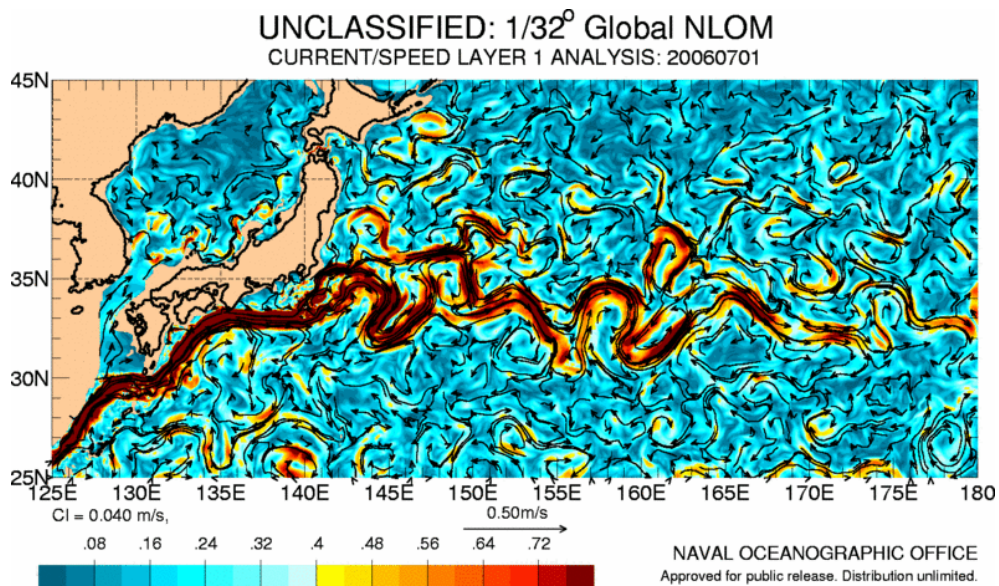 UNCLASSIFIED: 1/32° Global NLOM
CURRENT/SPEED LAYER 1 ANALYSIS: 20060701
45N
40N
35N
30N
25N
125E 130E 135E 140E 145E 150E 155E 160E 165E 170E 175E 180
CI = 0.040 m/s,
0.50m/s
.08 .16 .24 .32 .4 .48 .56 .64 .72
NAVAL OCEANOGRAPHIC OFFICE
Approved for public release. Distribution unlimited.